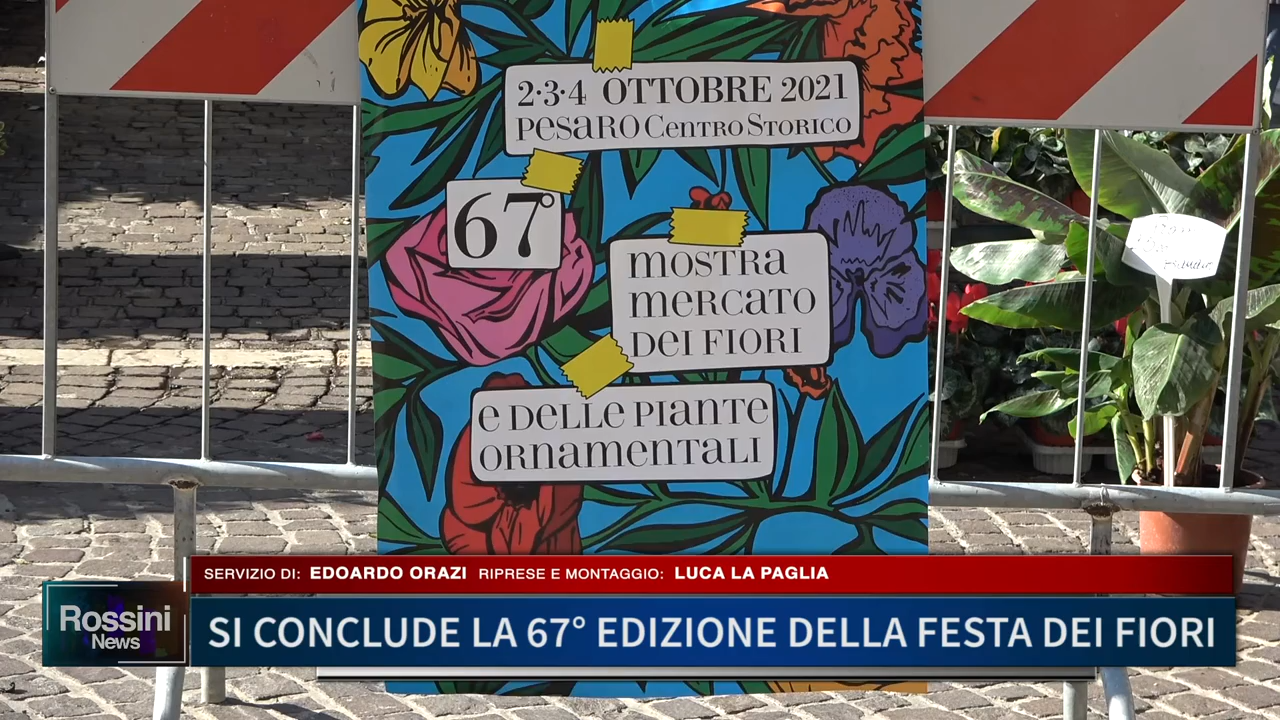 2·3·4 OTTOBRE 2021
PESARO CENTRO STORICO
67°
MOSTRA
MERCATO
DEI FIORI
E DELLE PIANTE
ORNAMENTALI
SERVIZIO DI: EDOARDO ORAZI RIPRESE E MONTAGGIO: LUCA LA PAGLIA
Rossini
News
SI CONCLUDE LA 67° EDIZIONE DELLA FESTA DEI FIORI